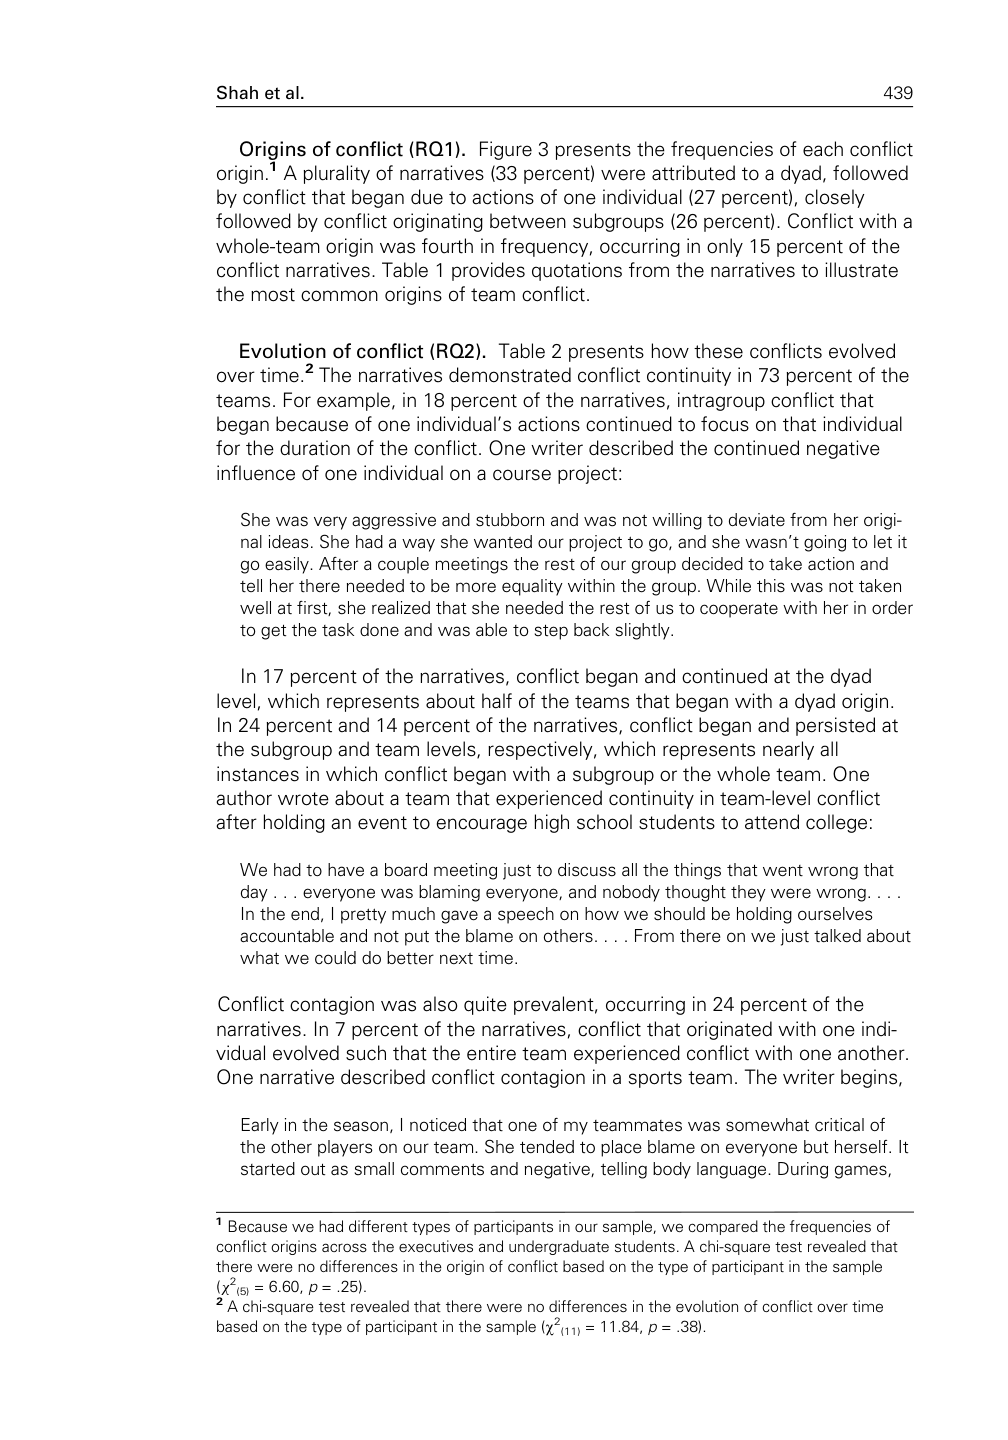 Shah et al. 439
Origins of conflict (RQ1). Figure 3 presents the frequencies of each conflict
origin.1 A plurality of narratives (33 percent) were attributed to a dyad, followed
by conflict that began due to actions of one individual (27 percent), closely
followed by conflict originating between subgroups (26 percent). Conflict with a
whole-team origin was fourth in frequency, occurring in only 15 percent of the
conflict narratives. Table 1 provides quotations from the narratives to illustrate
the most common origins of team conflict.
Evolution of conflict (RQ2). Table 2 presents how these conflicts evolved
over time.2 The narratives demonstrated conflict continuity in 73 percent of the
teams. For example, in 18 percent of the narratives, intragroup conflict that
began because of one individual's actions continued to focus on that individual
for the duration of the conflict. One writer described the continued negative
influence of one individual on a course project:
She was very aggressive and stubborn and was not willing to deviate from her origi-
nal ideas. She had a way she wanted our project to go, and she wasn't going to let it
go easily. After a couple meetings the rest of our group decided to take action and
tell her there needed to be more equality within the group. While this was not taken
well at first, she realized that she needed the rest of us to cooperate with her in order
to get the task done and was able to step back slightly.
In 17 percent of the narratives, conflict began and continued at the dyad
level, which represents about half of the teams that began with a dyad origin.
In 24 percent and 14 percent of the narratives, conflict began and persisted at
the subgroup and team levels, respectively, which represents nearly all
instances in which conflict began with a subgroup or the whole team. One
author wrote about a team that experienced continuity in team-level conflict
after holding an event to encourage high school students to attend college:
We had to have a board meeting just to discuss all the things that went wrong that
day . . . everyone was blaming everyone, and nobody thought they were wrong. . . .
In the end, I pretty much gave a speech on how we should be holding ourselves
accountable and not put the blame on others. . . . From there on we just talked about
what we could do better next time.
Conflict contagion was also quite prevalent, occurring in 24 percent of the
narratives. In 7 percent of the narratives, conflict that originated with one indi-
vidual evolved such that the entire team experienced conflict with one another.
One narrative described conflict contagion in a sports team. The writer begins,
Early in the season, I noticed that one of my teammates was somewhat critical of
the other players on our team. She tended to place blame on everyone but herself. It
started out as small comments and negative, telling body language. During games,
1 Because we had different types of participants in our sample, we compared the frequencies of
conflict origins across the executives and undergraduate students. A chi-square test revealed that
there were no differences in the origin of conflict based on the type of participant in the sample
(χ2(5) = 6.60, p = .25).
2 A chi-square test revealed that there were no differences in the evolution of conflict over time
based on the type of participant in the sample (χ2(11) = 11.84, p = .38).